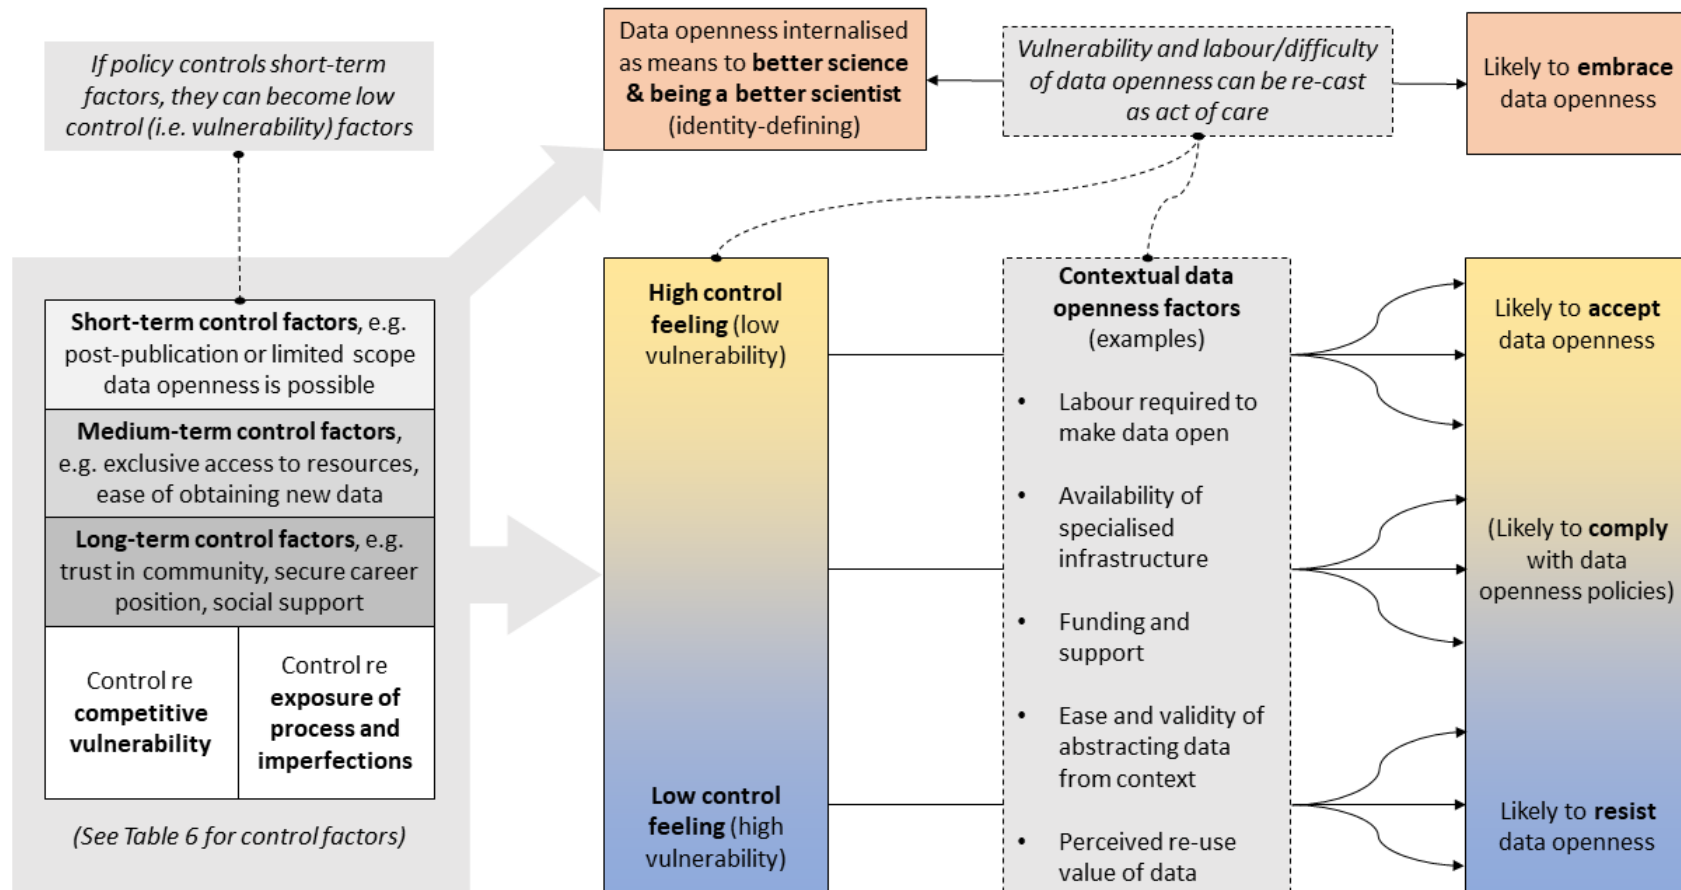 If policy controls short-term
factors, they can become low
control (i.e. vulnerability) factors
Data openness internalised
as means to better science
& being a better scientist
(identity-defining)
Vulnerability and labour/difficulty
of data openness can be re-cast
as act of care
Likely to embrace
data openness
Short-term control factors, e.g.
post-publication or limited scope
data openness is possible
Medium-term control factors,
e.g. exclusive access to resources,
ease of obtaining new data
Long-term control factors, e.g.
trust in community, secure career
position, social support
Control re
competitive
vulnerability
Control re
exposure of
process and
imperfections
(See Table 6 for control factors)
High control
feeling (low
vulnerability)
Low control
feeling (high
vulnerability)
Contextual data
openness factors
(examples)
• Labour required to
make data open
• Availability of
specialised
infrastructure
• Funding and
support
• Ease and validity of
abstracting data
from context
• Perceived re-use
value of data
Likely to accept
data openness
(Likely to comply
with data
openness policies)
Likely to resist
data openness